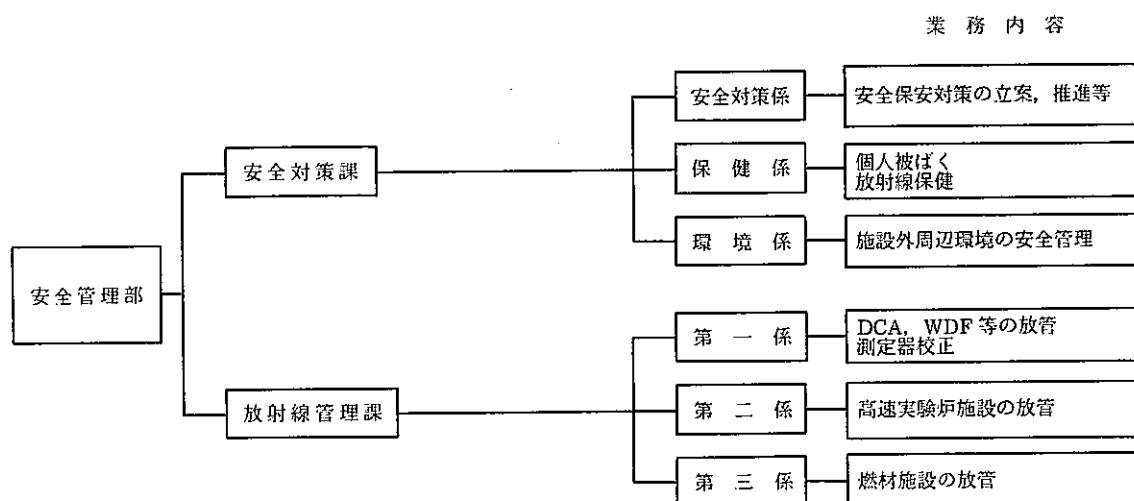 業務内容
安全対策係
安全保安対策の立案，推進等
安全対策課
保健係
個人被ばく
放射線保健
環境係
施設外周辺環境の安全管理
安全管理部
第一係
DCA，WDF等の放管
測定器校正
放射線管理課
第二係
高速実験炉施設の放管
第三係
燃材施設の放管